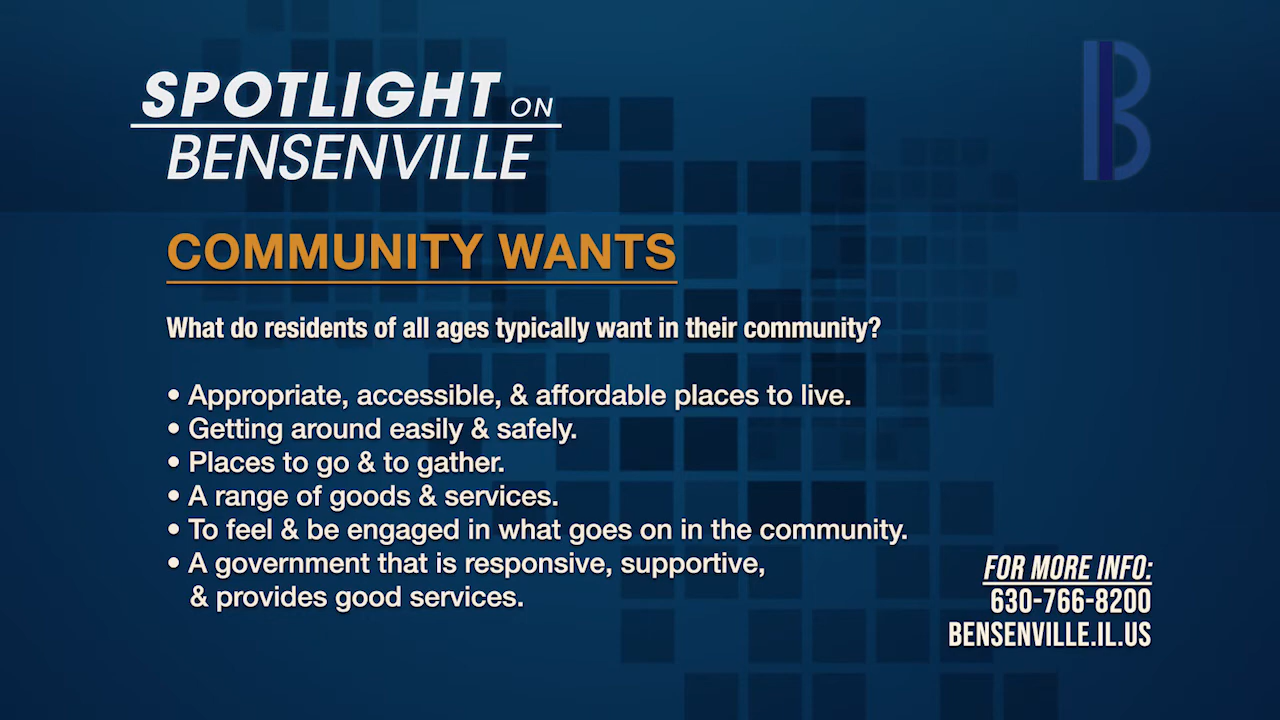 SPOTLIGHT ON
BENSENVILLE
B
COMMUNITY WANTS
What do residents of all ages typically want in their community?
• Appropriate, accessible, & affordable places to live.
• Getting around easily & safely.
• Places to go & to gather.
• A range of goods & services.
• To feel & be engaged in what goes on in the community.
• A government that is responsive, supportive,
& provides good services.
FOR MORE INFO:
630-766-8200
BENSENVILLE.IL.US